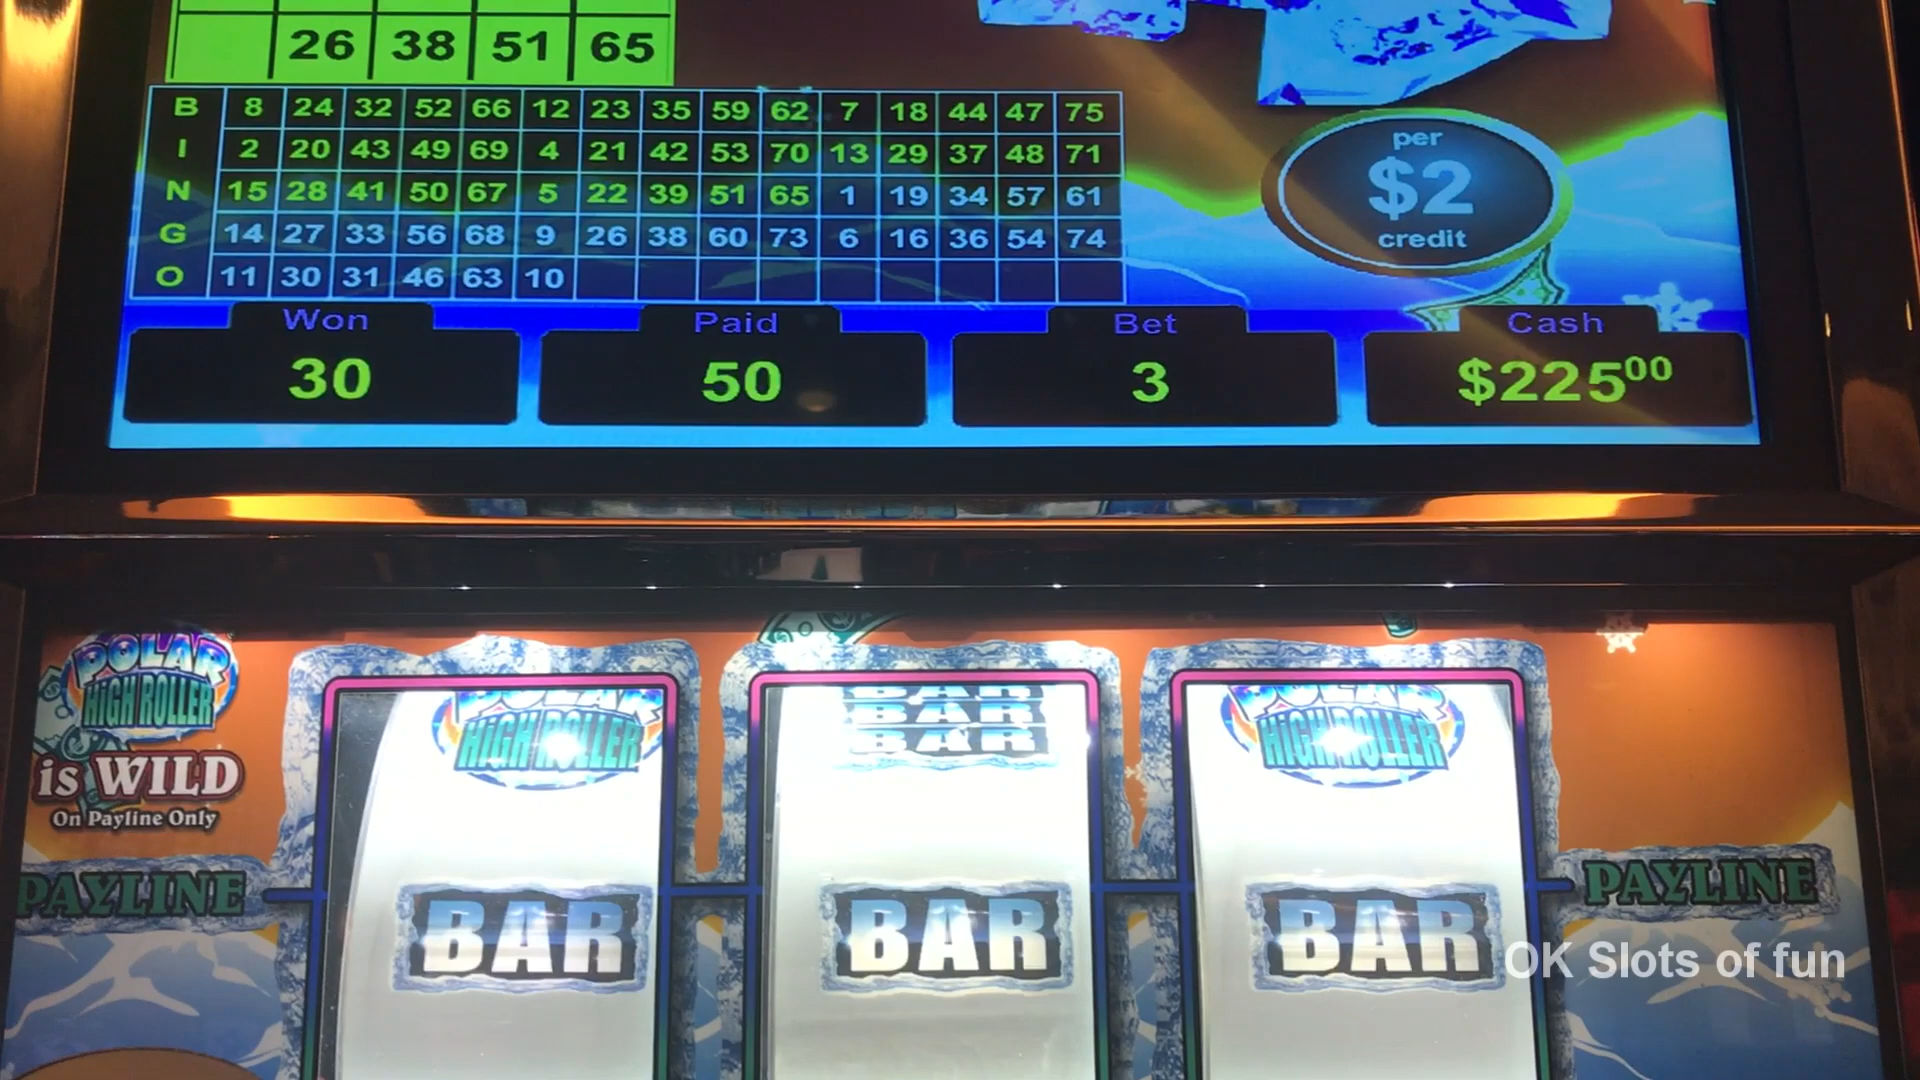 26 38 51 65
B 8 24 32 52 66 12 23 35 59 62 7 18 44 47 75
I 2 20 43 49 69 4 21 42 53 70 13 29 37 48 71
N 15 28 41 50 67 5 22 39 51 65 1 19 34 57 61
G 14 27 33 56 68 9 26 38 60 73 6 16 36 54 74
O 11 30 31 46 63 10
per
$2
credit
Won Paid Bet Cash
30 50 3 $225⁰⁰
POLAR
HIGH ROLLER
is WILD
On Payline Only
POLAR
HIGH ROLLER
BAR
BAR
BAR
POLAR
HIGH ROLLER
PAYLINE
BAR BAR BAR
PAYLINE
OK Slots of fun